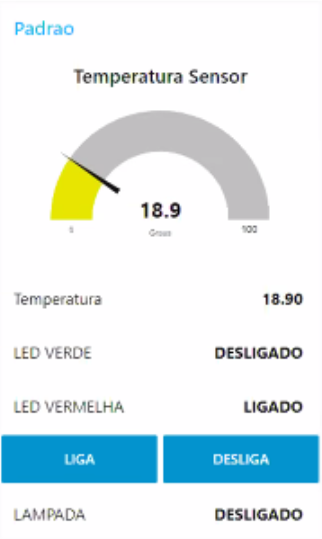 Padrao
Temperatura Sensor
18.9
Graus
100
Temperatura 18.90
LED VERDE DESLIGADO
LED VERMELHA LIGADO
LIGA DESLIGA
LAMPADA DESLIGADO